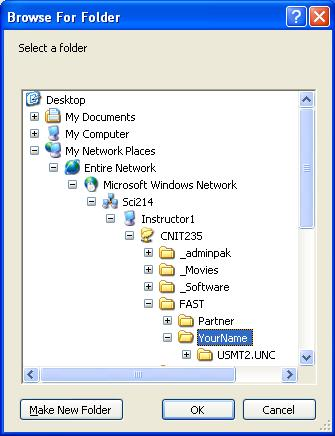 Browse For Folder
Select a folder
Desktop
My Documents
My Computer
My Network Places
Entire Network
Microsoft Windows Network
Sci214
Instructor1
CNIT235
_adminpak
_Movies
_Software
FAST
Partner
YourName
USMT2.UNC
Make New Folder
OK
Cancel